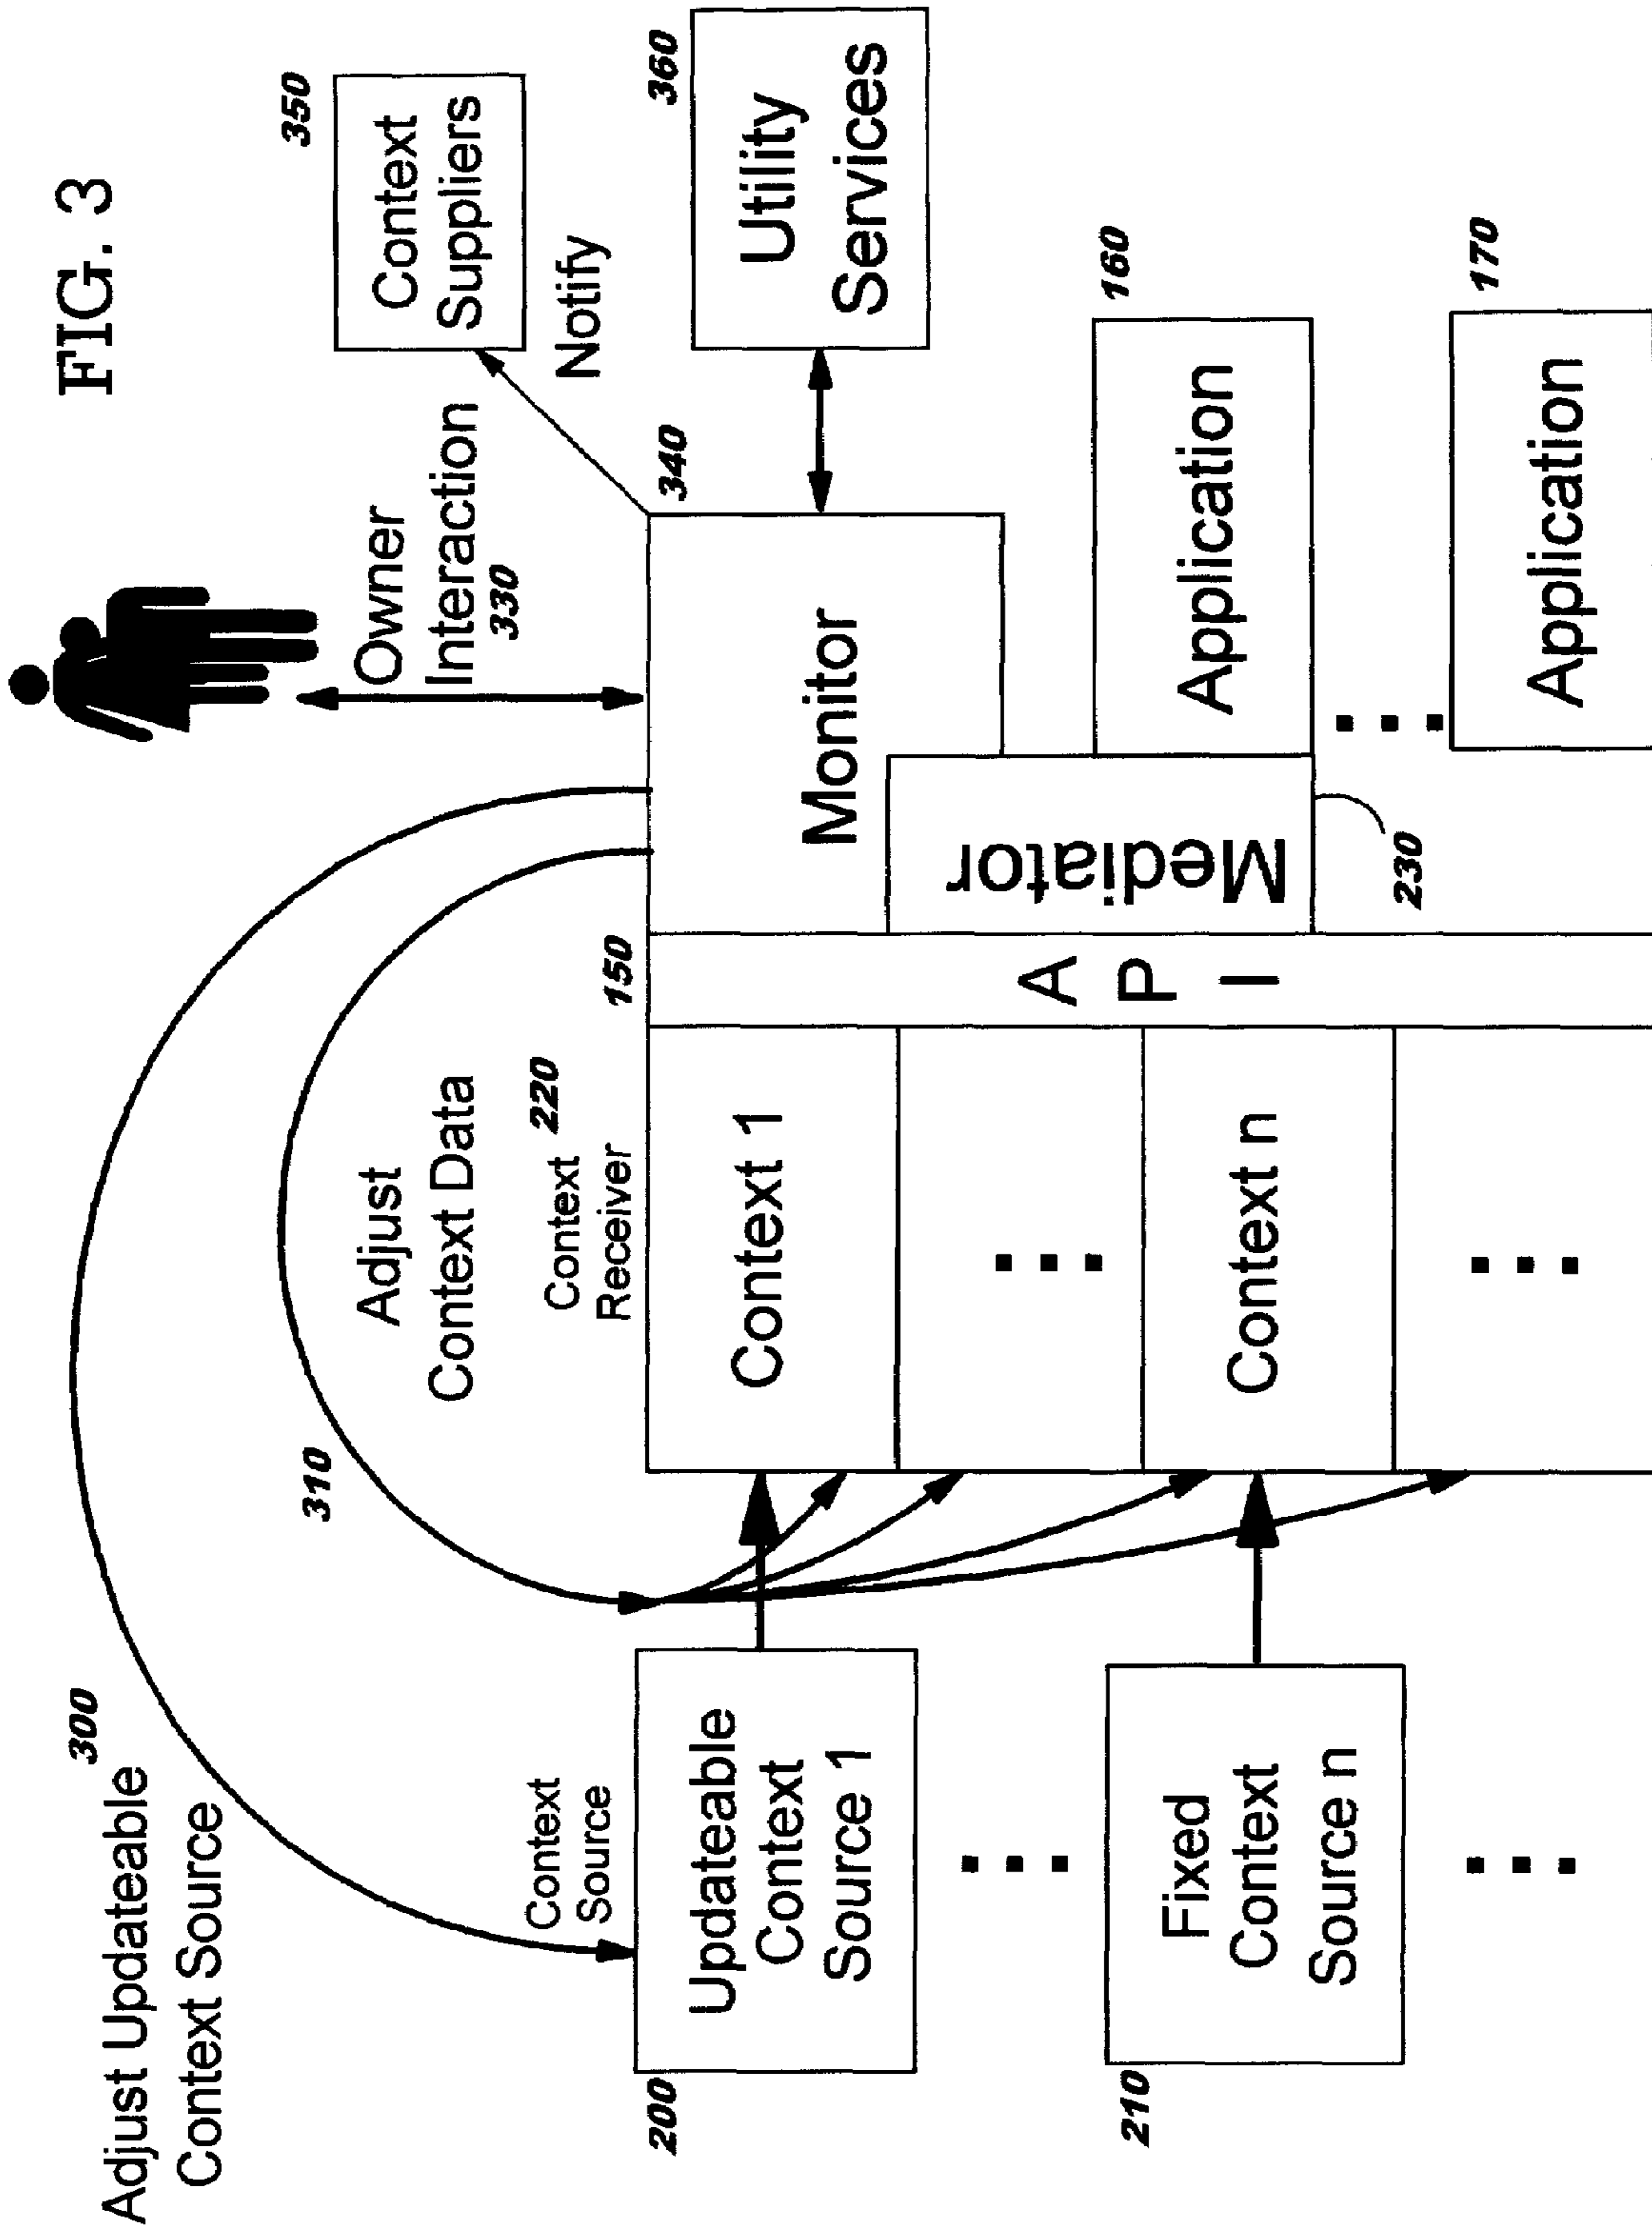 FIG. 3
Adjust Updateable
Context Source
300
310
Adjust
Context Data
Owner
Interaction
330
350
Context
Suppliers
Notify
Context
Source
Context
Receiver
220
150
340
360
200
Updateable
Context
Source 1
Context 1
Monitor
Utility
Services
A
P
I
Mediator
230
160
Application
210
Fixed
Context
Source n
Context n
170
Application